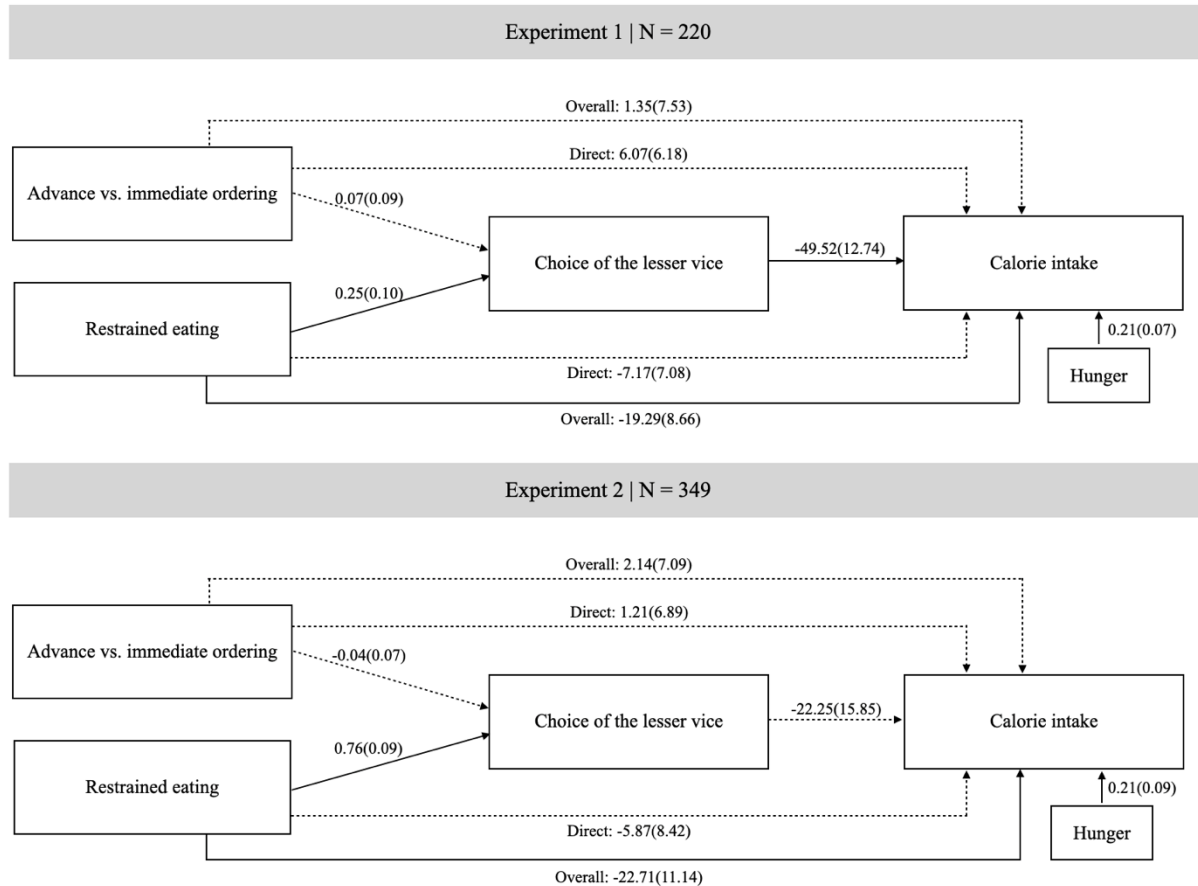 Experiment 1 | N = 220
Overall: 1.35(7.53)
Direct: 6.07(6.18)
Advance vs. immediate ordering
0.07(0.09)
Choice of the lesser vice
-49.52(12.74)
Calorie intake
0.25(0.10)
Restrained eating
0.21(0.07)
Direct: -7.17(7.08)
Hunger
Overall: -19.29(8.66)
Experiment 2 | N = 349
Overall: 2.14(7.09)
Direct: 1.21(6.89)
Advance vs. immediate ordering
-0.04(0.07)
Choice of the lesser vice
-22.25(15.85)
Calorie intake
0.76(0.09)
Restrained eating
0.21(0.09)
Direct: -5.87(8.42)
Hunger
Overall: -22.71(11.14)